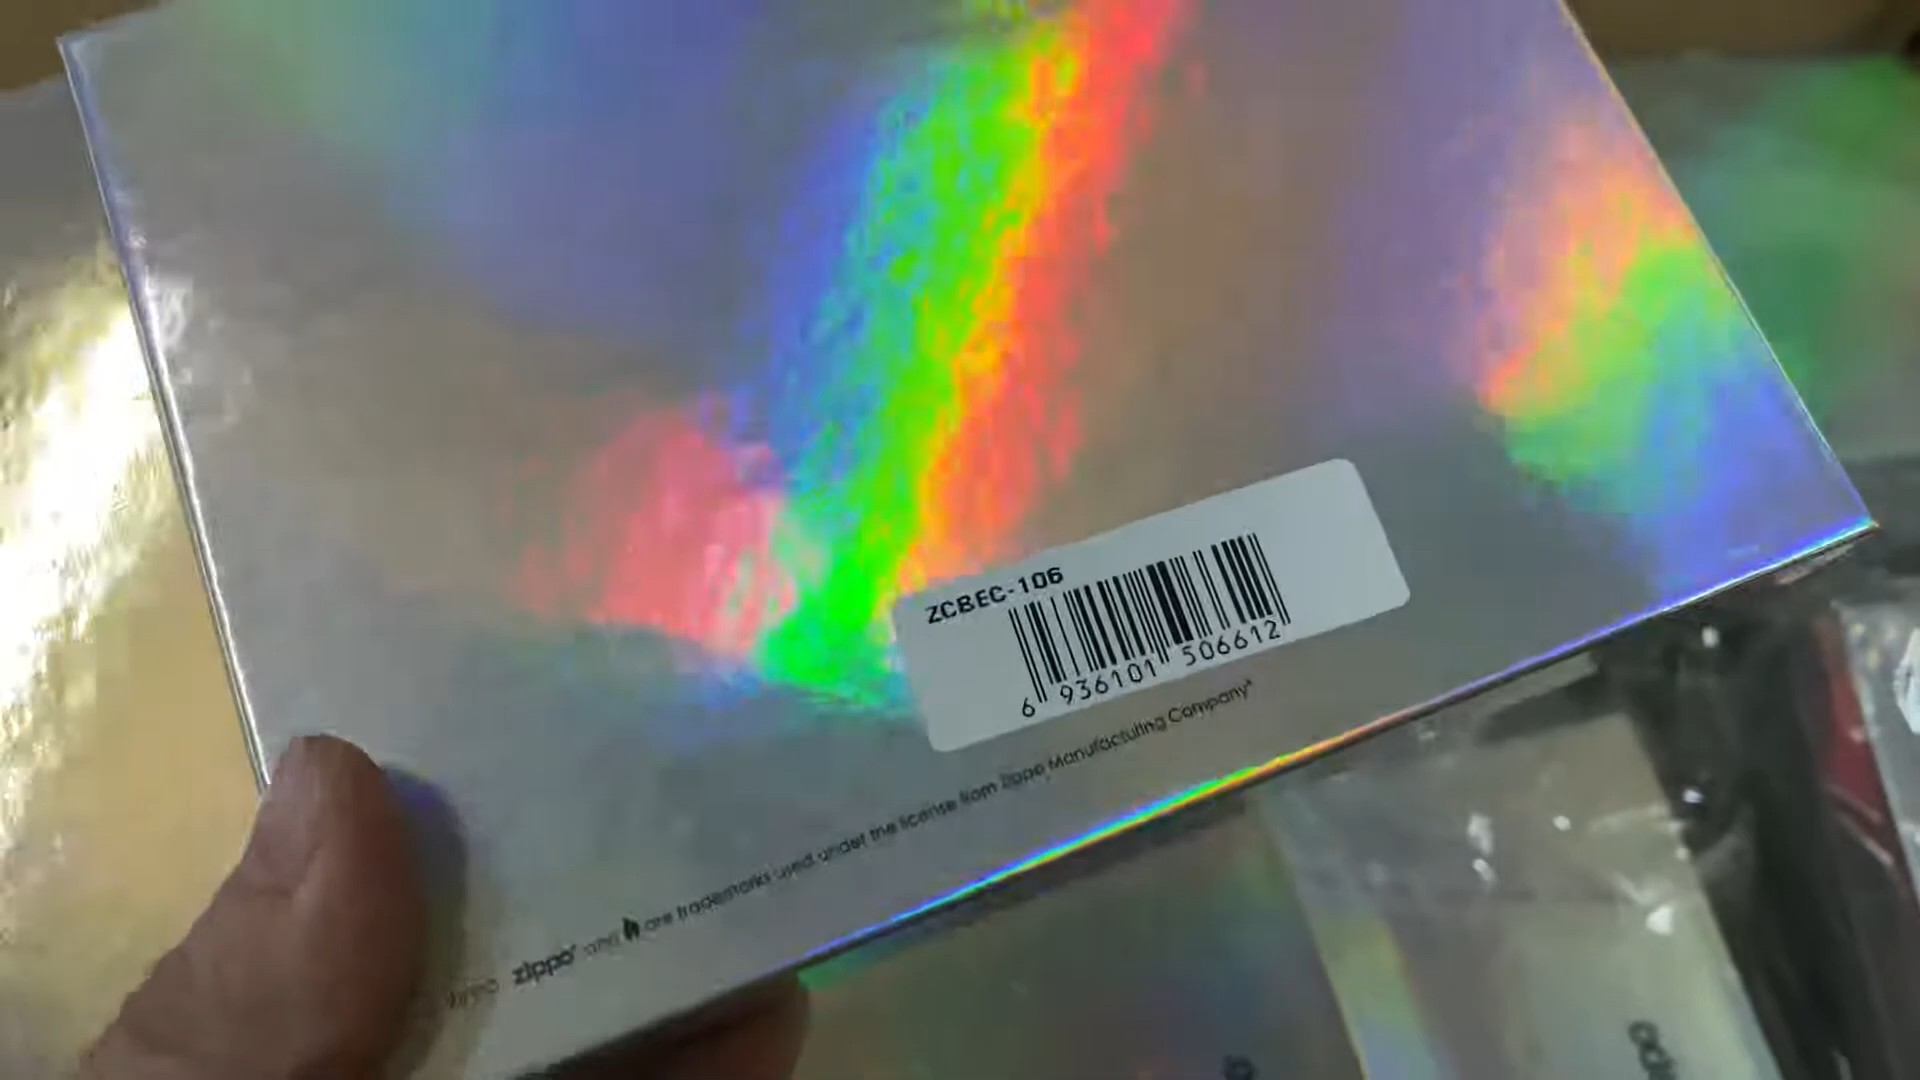 ZCBEC-106
6 936101 506612
zippo and are trademarks used under the license from Zippo Manufacturing Company